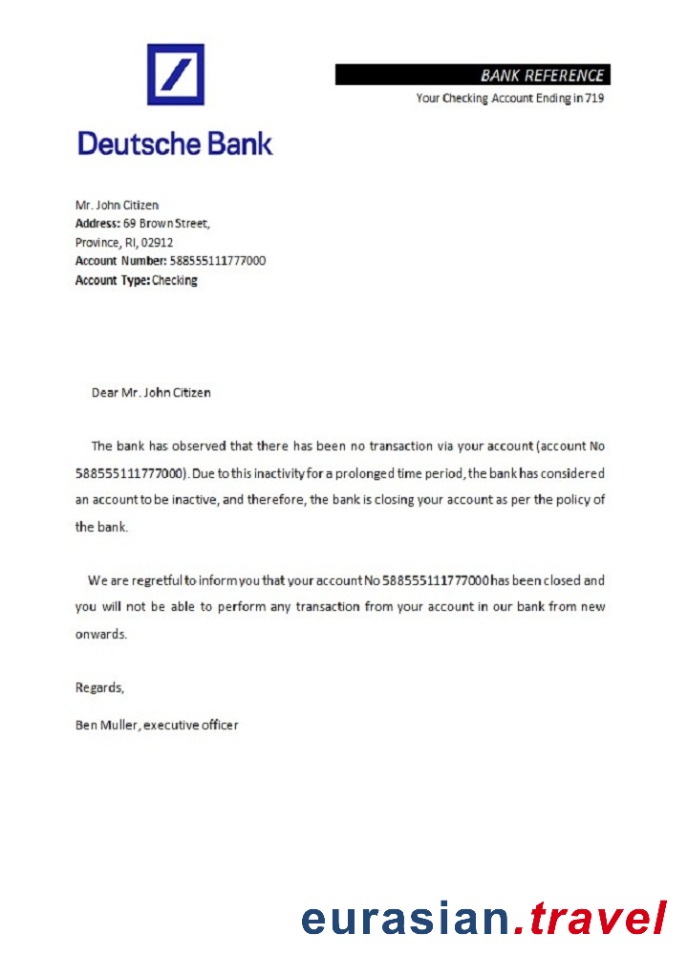 BANK REFERENCE
Your Checking Account Ending in 719
Deutsche Bank
Mr. John Citizen
Address: 69 Brown Street,
Province, RI, 02912
Account Number: 588555111777000
Account Type: Checking
Dear Mr. John Citizen
The bank has observed that there has been no transaction via your account (account No
588555111777000). Due to this inactivity for a prolonged time period, the bank has considered
an account to be inactive, and therefore, the bank is closing your account as per the policy of
the bank.
We are regretful to inform you that your account No 588555111777000 has been closed and
you will not be able to perform any transaction from your account in our bank from new
onwards.
Regards,
Ben Muller, executive officer
eurasian.travel